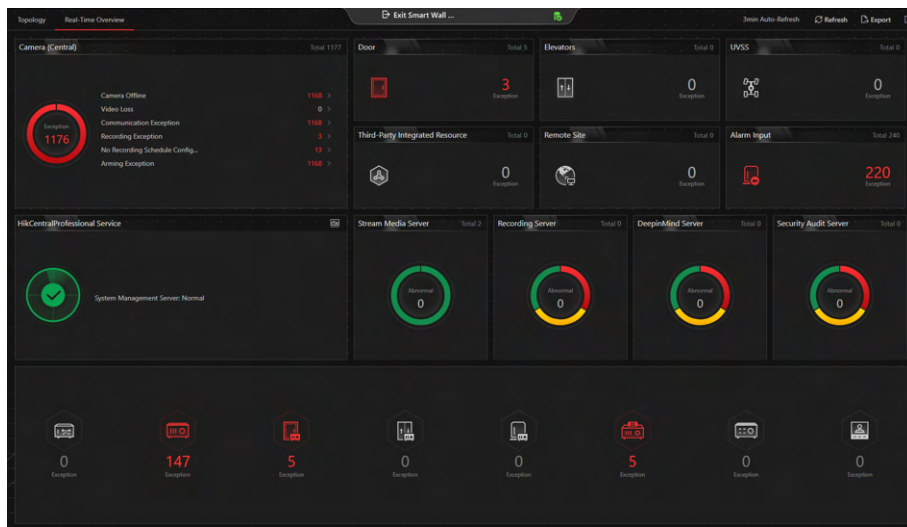 Topology Real-Time Overview Exit Smart Wall ... 3min Auto-Refresh Refresh Export
Camera (Central) Total 1177
Exception
1176
Camera Offline 1168 >
Video Loss 0 >
Communication Exception 1168 >
Recording Exception 3 >
No Recording Schedule Config... 13 >
Arming Exception 1168 >
Door Total 5
3
Exception
Elevators Total 0
0
Exception
UVSS Total 0
0
Exception
Third-Party Integrated Resource Total 0
0
Exception
Remote Site Total 0
0
Exception
Alarm Input Total 240
220
Exception
HikCentralProfessional Service
System Management Server: Normal
Stream Media Server Total 2
Abnormal
0
Recording Server Total 0
Abnormal
0
DeepinMind Server Total 0
Abnormal
0
Security Audit Server Total 0
Abnormal
0
0 147 5 0 0 5 0 0
Exception Exception Exception Exception Exception Exception Exception Exception